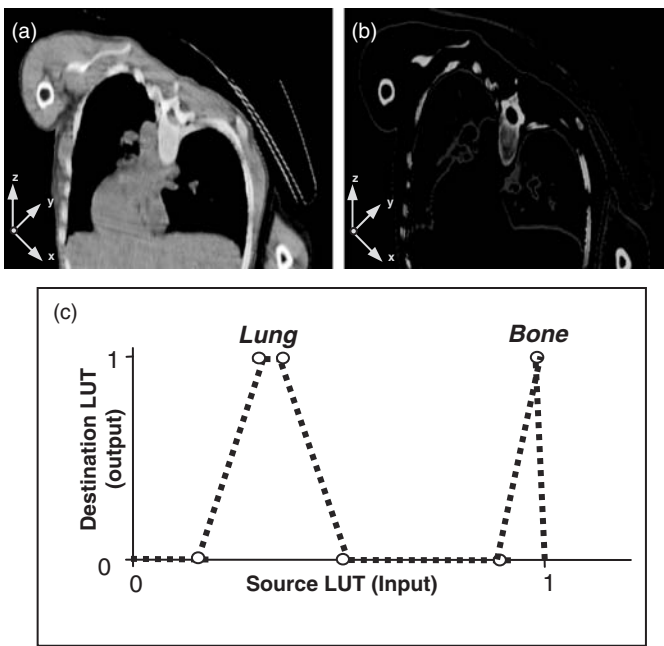 (a)
z
y
x
(b)
z
y
x
(c)
Lung
Bone
1
Destination LUT
(output)
0
0
Source LUT (Input)
1